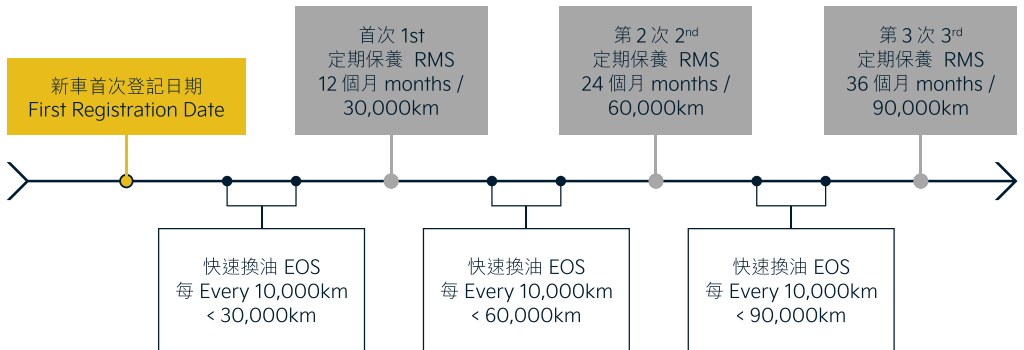 新車首次登記日期
First Registration Date
首次 1st
定期保養 RMS
12 個月 months /
30,000km
第 2 次 2nd
定期保養 RMS
24 個月 months /
60,000km
第 3 次 3rd
定期保養 RMS
36 個月 months /
90,000km
快速換油 EOS
每 Every 10,000km
< 30,000km
快速換油 EOS
每 Every 10,000km
< 60,000km
快速換油 EOS
每 Every 10,000km
< 90,000km